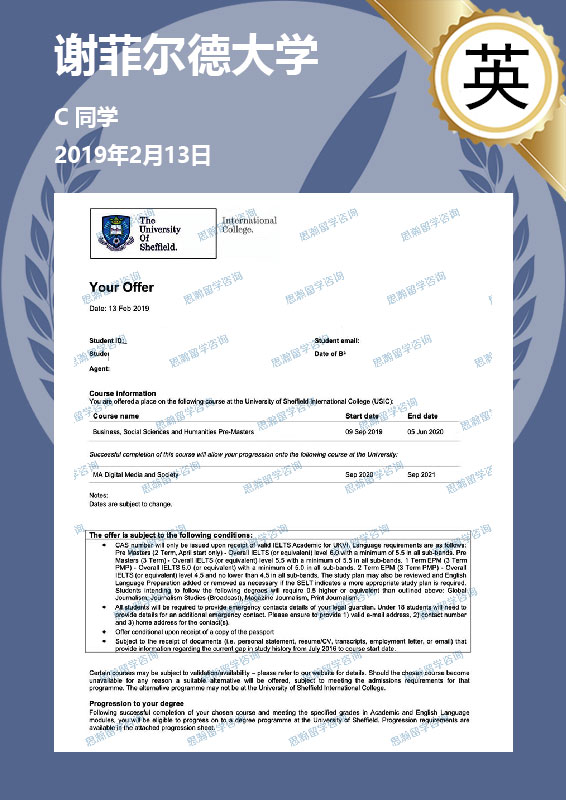 谢菲尔德大学
英
C 同学
2019年2月13日
The
University
Of
Sheffield.
International
College.
思瀚留学咨询
Your Offer
Date: 13 Feb 2019
Student ID:
Student email:
Date of B
Agent:
Course Information
You are offered a place on the following course at the University of Sheffield International College (USIC):
Course name Start date End date
Business, Social Sciences and Humanities Pre-Masters 09 Sep 2019 05 Jun 2020
Successful completion of this course will allow your progression onto the following course at the University:
MA Digital Media and Society Sep 2020 Sep 2021
Notes:
Dates are subject to change.
The offer is subject to the following conditions:
• CAS number will only be issued upon receipt of valid IELTS Academic for UKVI. Language requirements are as follows:
Pre Masters (2 Term, April start only) - Overall IELTS (or equivalent) level 6.0 with a minimum of 5.5 in all sub-bands. Pre
Masters (3 Term) - Overall IELTS (or equivalent) level 5.5 with a minimum of 5.5 in all sub-bands. 1 Term EPM (3 Term
PMP) - Overall IELTS 5.0 (or equivalent) with a minimum of 5.0 in all sub-bands. 2 Term EPM (3 Term PMP) - Overall
IELTS (or equivalent) level 4.5 and no lower than 4.5 in all sub-bands. The study plan may also be reviewed and English
Language Preparation added or removed as necessary if the SELT indicates a more appropriate study plan is required.
Students intending to follow the following degrees will require 0.5 higher or equivalent than outlined above: Global
Journalism, Journalism Studies (Broadcast), Magazine Journalism, Print Journalism.
• All students will be required to provide emergency contacts details of your legal guardian. Under 18 students will need to
provide details for an additional emergency contact. Please ensure to provide 1) valid e-mail address, 2) contact number
and 3) home address for the contact(s).
• Offer conditional upon receipt of a copy of the passport
• Subject to the receipt of documents (i.e. personal statement, resume/CV, transcripts, employment letter, or email) that
provide information regarding the current gap in study history from July 2016 to course start date.
Certain courses may be subject to validation/availability – please refer to our website for details. Should the chosen course become
unavailable for any reason a suitable alternative will be offered, subject to meeting the admissions requirements for that
programme. The alternative programme may not be at the University of Sheffield International College.
Progression to your degree
Following successful completion of your chosen course and meeting the specified grades in Academic and English Language
modules, you will be eligible to progress on to a degree programme at the University of Sheffield. Progression requirements are
available in the attached progression sheet.